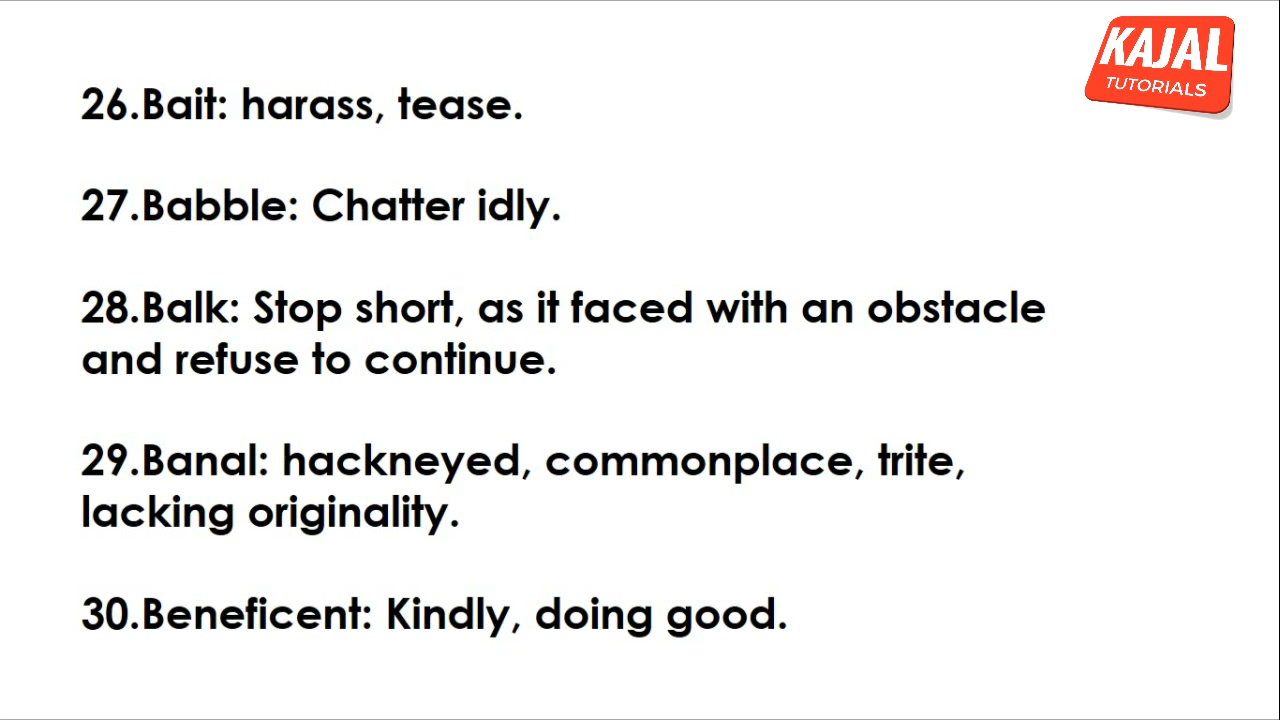 KAJAL
TUTORIALS
26.Bait: harass, tease.
27.Babble: Chatter idly.
28.Balk: Stop short, as it faced with an obstacle
and refuse to continue.
29.Banal: hackneyed, commonplace, trite,
lacking originality.
30.Beneficent: Kindly, doing good.